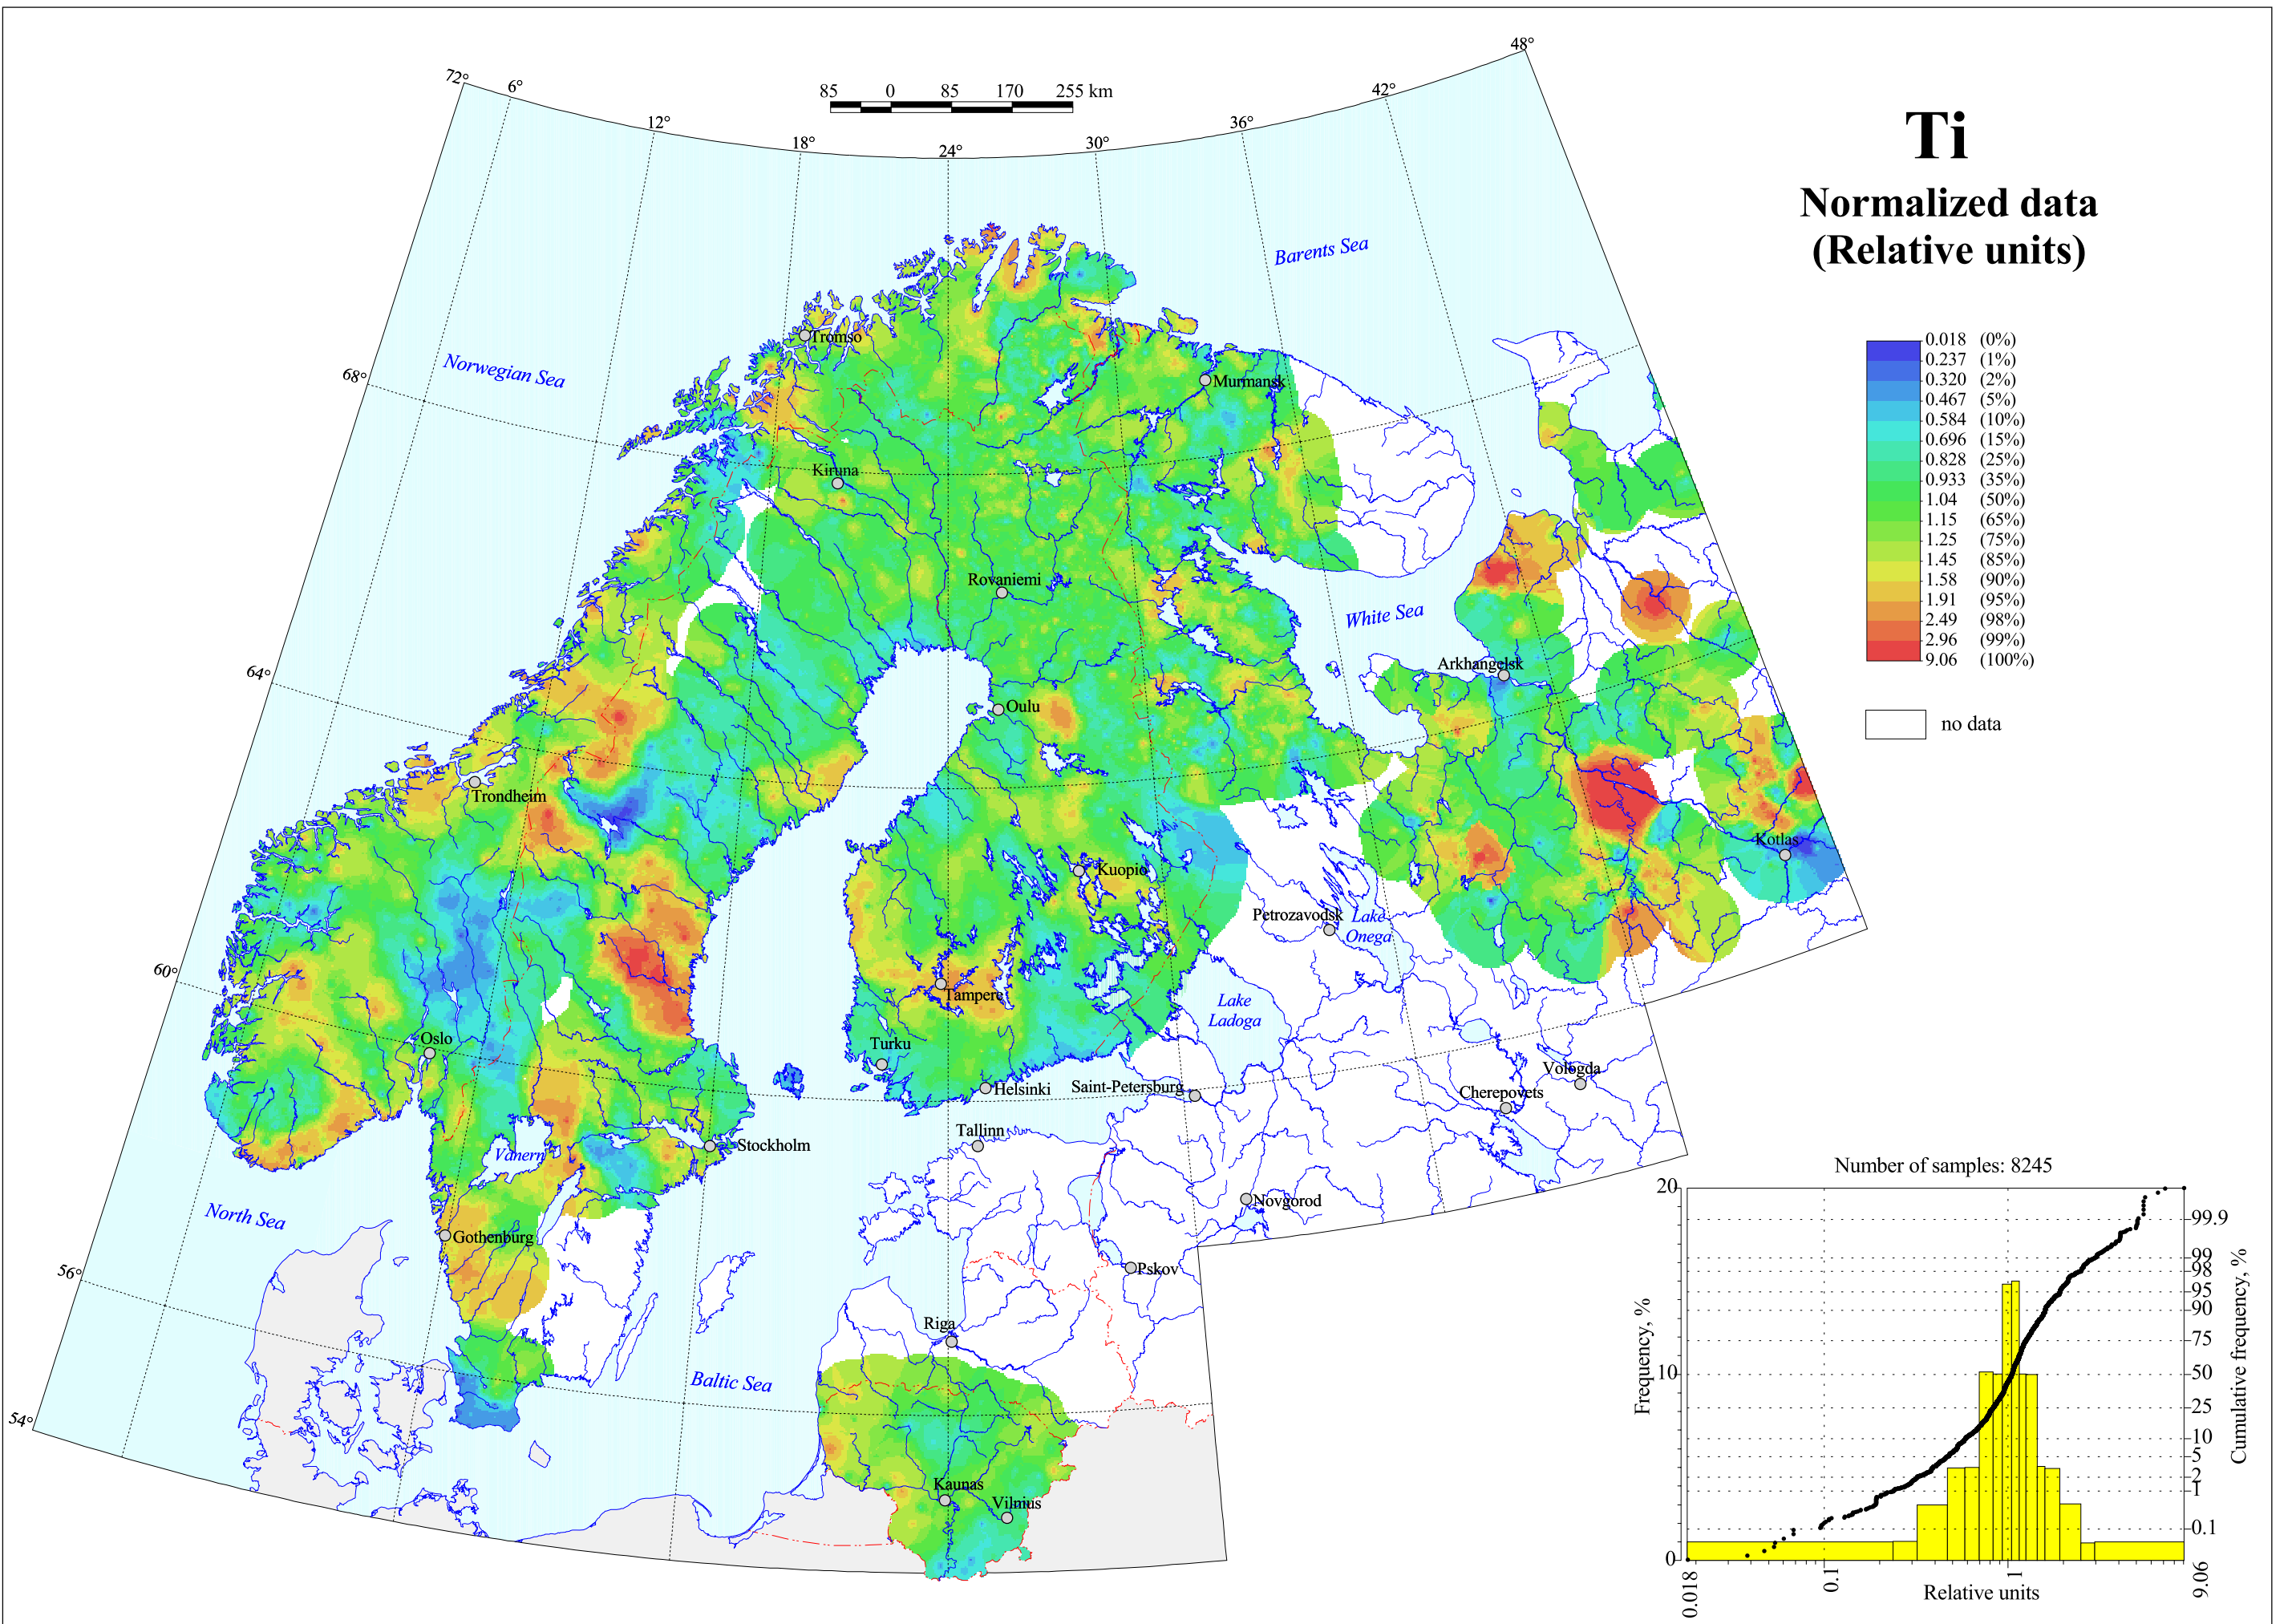 Ti
Normalized data
(Relative units)
72°
6°
12°
18°
24°
30°
36°
42°
48°
85 0 85 170 255 km
68°
64°
60°
56°
54°
Barents Sea
Norwegian Sea
White Sea
North Sea
Baltic Sea
Tromso
Murmansk
Kiruna
Rovaniemi
Arkhangelsk
Oulu
Trondheim
Kotlas
Kuopio
Petrozavodsk
Lake
Onega
Tampere
Lake
Ladoga
Oslo
Turku
Helsinki
Saint-Petersburg
Vologda
Cherepovets
Tallinn
Stockholm
Vanern
Novgorod
Gothenburg
Pskov
Riga
Kaunas
Vilnius
0.018 (0%)
0.237 (1%)
0.320 (2%)
0.467 (5%)
0.584 (10%)
0.696 (15%)
0.828 (25%)
0.933 (35%)
1.04 (50%)
1.15 (65%)
1.25 (75%)
1.45 (85%)
1.58 (90%)
1.91 (95%)
2.49 (98%)
2.96 (99%)
9.06 (100%)
no data
Number of samples: 8245
Frequency, %
20
10
0
Cumulative frequency, %
99.9
99
98
95
90
75
50
25
10
5
2
1
0.1
0.018
0.1
1
9.06
Relative units